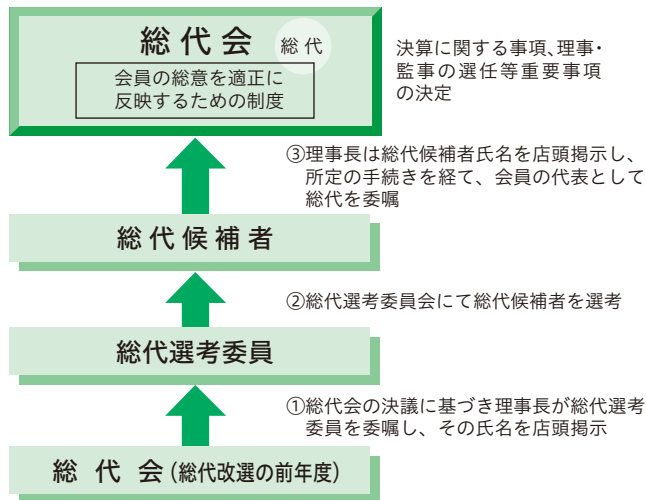 総代会 総代
会員の総意を適正に
反映するための制度
決算に関する事項、理事・
監事の選任等重要事項
の決定
③理事長は総代候補者氏名を店頭掲示し、
所定の手続きを経て、会員の代表として
総代を委嘱
総代候補者
②総代選考委員会にて総代候補者を選考
総代選考委員
①総代会の決議に基づき理事長が総代選考
委員を委嘱し、その氏名を店頭掲示
総代会(総代改選の前年度)